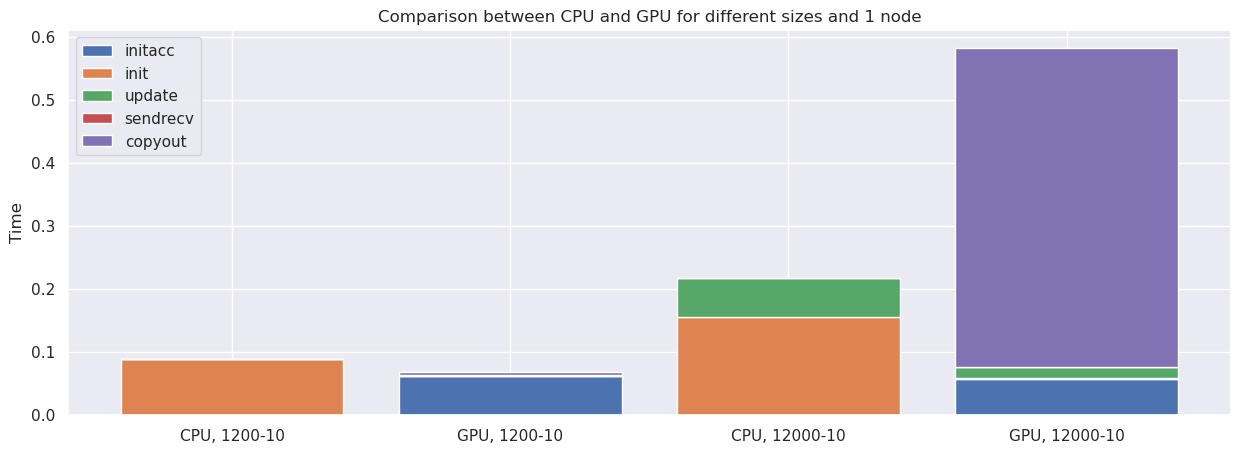 Comparison between CPU and GPU for different sizes and 1 node
initacc
init
update
sendrecv
copyout
Time
0.6
0.5
0.4
0.3
0.2
0.1
0.0
CPU, 1200-10
GPU, 1200-10
CPU, 12000-10
GPU, 12000-10